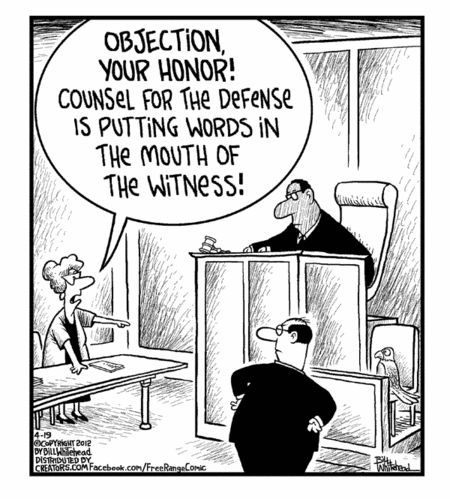 OBJECTION,
YOUR HONOR!
COUNSEL FOR THE DEFENSE
IS PUTTING WORDS IN
THE MOUTH OF
THE WITNESS!
4-19
©COPYRIGHT 2012
BY BILL Whitehead
DISTRIBUTED BY
CREATORS.COM Facebook.com/FreeRangeComic
Bill
Whitehead